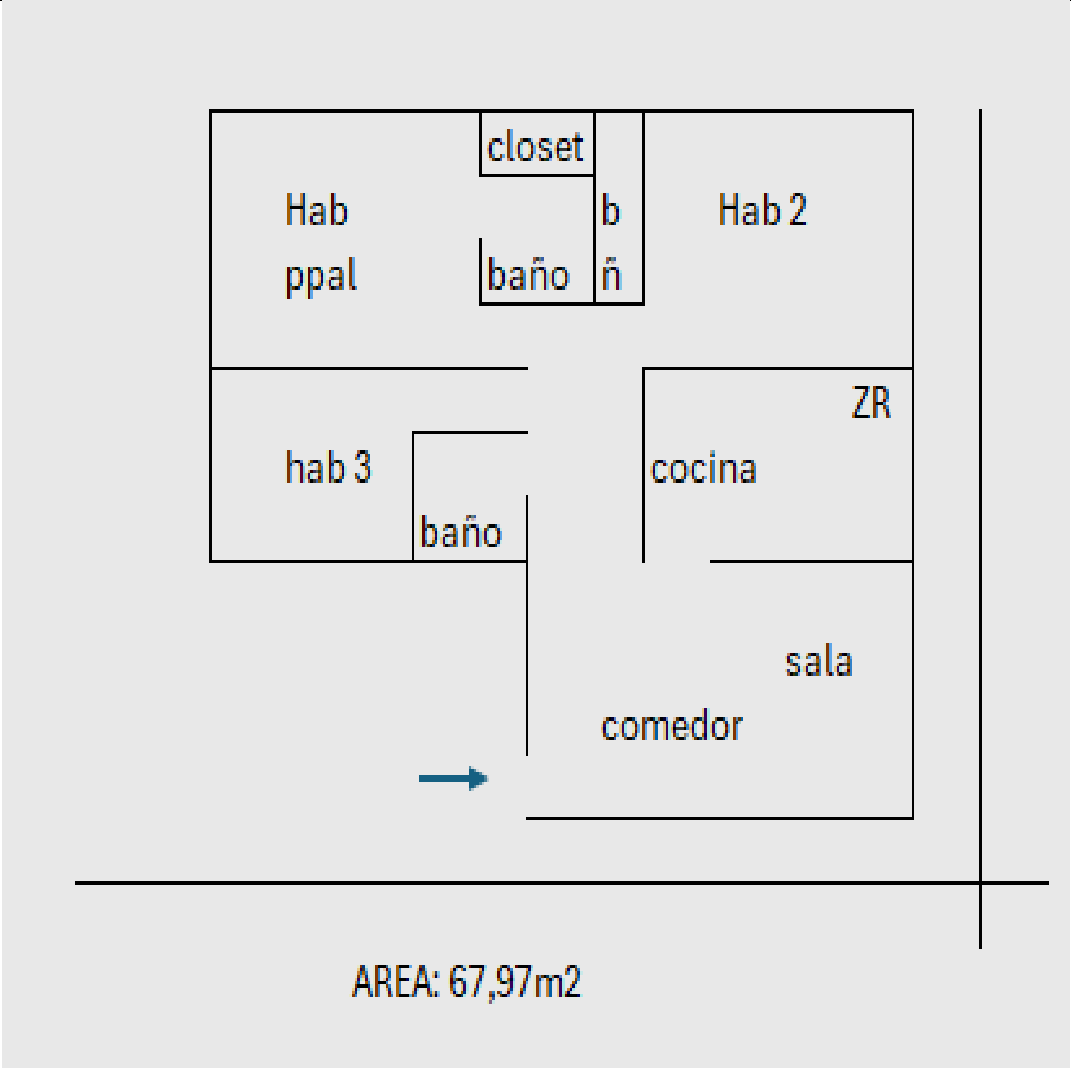 closet
Hab
b
Hab 2
ppal
baño
ñ
ZR
hab 3
cocina
baño
sala
comedor
AREA: 67,97m2